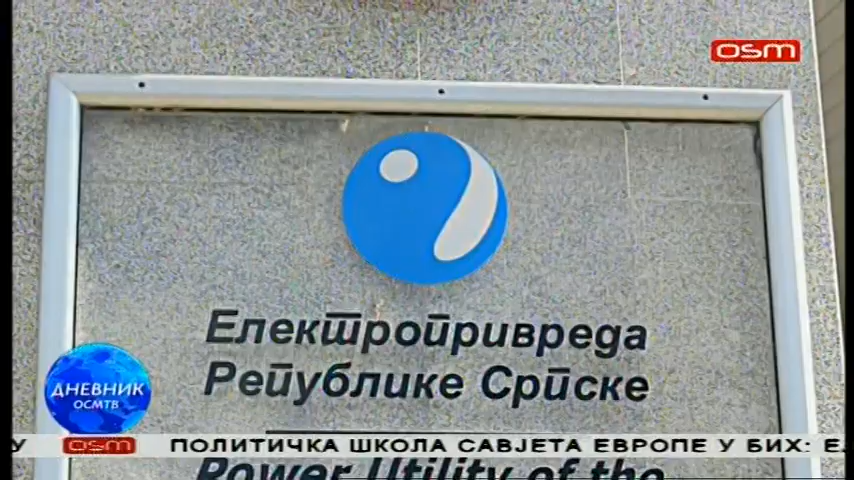 osm
Електропривреда
Републике Српске
Power Utility of the
ДНЕВНИК
ОСМТВ
У osm ПОЛИТИЧКА ШКОЛА САВЈЕТА ЕВРОПЕ У БИХ: